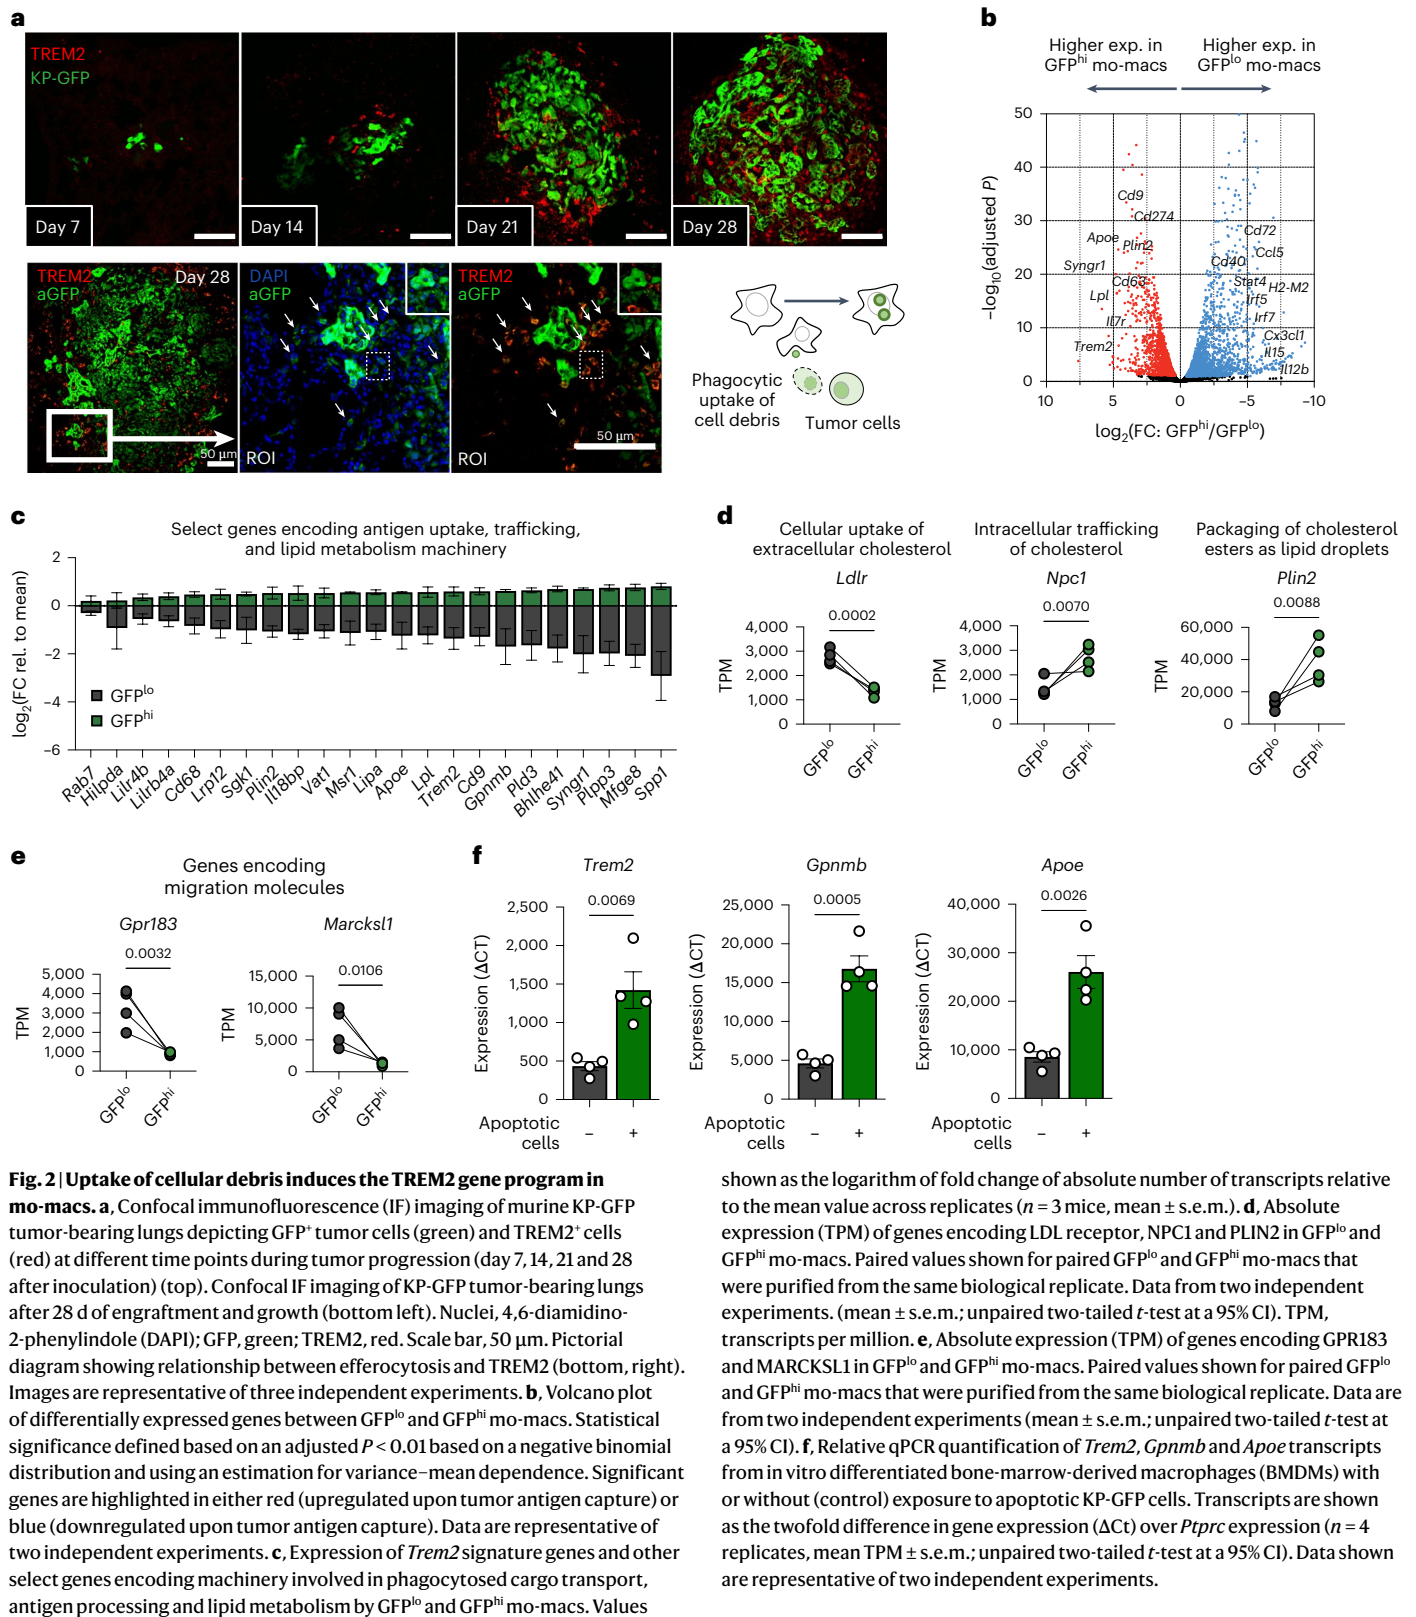 a
TREM2
KP-GFP
Day 7
Day 14
Day 21
Day 28
TREM2
aGFP
Day 28
50 µm
DAPI
aGFP
ROI
TREM2
aGFP
50 µm
ROI
Phagocytic
uptake of
cell debris
Tumor cells
b
Higher exp. in
GFPhi mo-macs
Higher exp. in
GFPlo mo-macs
–log10(adjusted P)
50
40
30
20
10
0
Cd9
Cd274
Apoe
Plin2
Syngr1
Cd63
Lpl
Il7r
Trem2
Cd72
Ccl5
Cd40
Stat4
H2-M2
Irf5
Irf7
Cx3cl1
Il15
Il12b
10
5
0
–5
–10
log2(FC: GFPhi/GFPlo)
c
Select genes encoding antigen uptake, trafficking,
and lipid metabolism machinery
log2(FC rel. to mean)
2
0
–2
–4
–6
GFPlo
GFPhi
Rab7
Hilpda
Lilr4b
Lilrb4a
Cd68
Lrp12
Sgk1
Plin2
Il18bp
Vat1
Msr1
Lipa
Apoe
Lpl
Trem2
Cd9
Gpnmb
Pld3
Bhlhe41
Syngr1
Plpp3
Mfge8
Spp1
d
Cellular uptake of
extracellular cholesterol
Ldlr
0.0002
TPM
4,000
3,000
2,000
1,000
0
GFPlo
GFPhi
Intracellular trafficking
of cholesterol
Npc1
0.0070
TPM
4,000
3,000
2,000
1,000
0
GFPlo
GFPhi
Packaging of cholesterol
esters as lipid droplets
Plin2
0.0088
TPM
60,000
40,000
20,000
0
GFPlo
GFPhi
e
Genes encoding
migration molecules
Gpr183
0.0032
TPM
5,000
4,000
3,000
2,000
1,000
0
GFPlo
GFPhi
Marcksl1
0.0106
TPM
15,000
10,000
5,000
0
GFPlo
GFPhi
f
Trem2
0.0069
Expression (ΔCT)
2,500
2,000
1,500
1,000
500
0
Apoptotic
cells
–
+
Gpnmb
0.0005
Expression (ΔCT)
25,000
20,000
15,000
10,000
5,000
0
Apoptotic
cells
–
+
Apoe
0.0026
Expression (ΔCT)
40,000
30,000
20,000
10,000
0
Apoptotic
cells
–
+
Fig. 2 | Uptake of cellular debris induces the TREM2 gene program in
mo-macs. a, Confocal immunofluorescence (IF) imaging of murine KP-GFP
tumor-bearing lungs depicting GFP+ tumor cells (green) and TREM2+ cells
(red) at different time points during tumor progression (day 7, 14, 21 and 28
after inoculation) (top). Confocal IF imaging of KP-GFP tumor-bearing lungs
after 28 d of engraftment and growth (bottom left). Nuclei, 4,6-diamidino-
2-phenylindole (DAPI); GFP, green; TREM2, red. Scale bar, 50 µm. Pictorial
diagram showing relationship between efferocytosis and TREM2 (bottom, right).
Images are representative of three independent experiments. b, Volcano plot
of differentially expressed genes between GFPlo and GFPhi mo-macs. Statistical
significance defined based on an adjusted P < 0.01 based on a negative binomial
distribution and using an estimation for variance–mean dependence. Significant
genes are highlighted in either red (upregulated upon tumor antigen capture) or
blue (downregulated upon tumor antigen capture). Data are representative of
two independent experiments. c, Expression of Trem2 signature genes and other
select genes encoding machinery involved in phagocytosed cargo transport,
antigen processing and lipid metabolism by GFPlo and GFPhi mo-macs. Values
shown as the logarithm of fold change of absolute number of transcripts relative
to the mean value across replicates (n = 3 mice, mean ± s.e.m.). d, Absolute
expression (TPM) of genes encoding LDL receptor, NPC1 and PLIN2 in GFPlo and
GFPhi mo-macs. Paired values shown for paired GFPlo and GFPhi mo-macs that
were purified from the same biological replicate. Data from two independent
experiments. (mean ± s.e.m.; unpaired two-tailed t-test at a 95% CI). TPM,
transcripts per million. e, Absolute expression (TPM) of genes encoding GPR183
and MARCKSL1 in GFPlo and GFPhi mo-macs. Paired values shown for paired GFPlo
and GFPhi mo-macs that were purified from the same biological replicate. Data are
from two independent experiments (mean ± s.e.m.; unpaired two-tailed t-test at
a 95% CI). f, Relative qPCR quantification of Trem2, Gpnmb and Apoe transcripts
from in vitro differentiated bone-marrow-derived macrophages (BMDMs) with
or without (control) exposure to apoptotic KP-GFP cells. Transcripts are shown
as the twofold difference in gene expression (ΔCt) over Ptprc expression (n = 4
replicates, mean TPM ± s.e.m.; unpaired two-tailed t-test at a 95% CI). Data shown
are representative of two independent experiments.